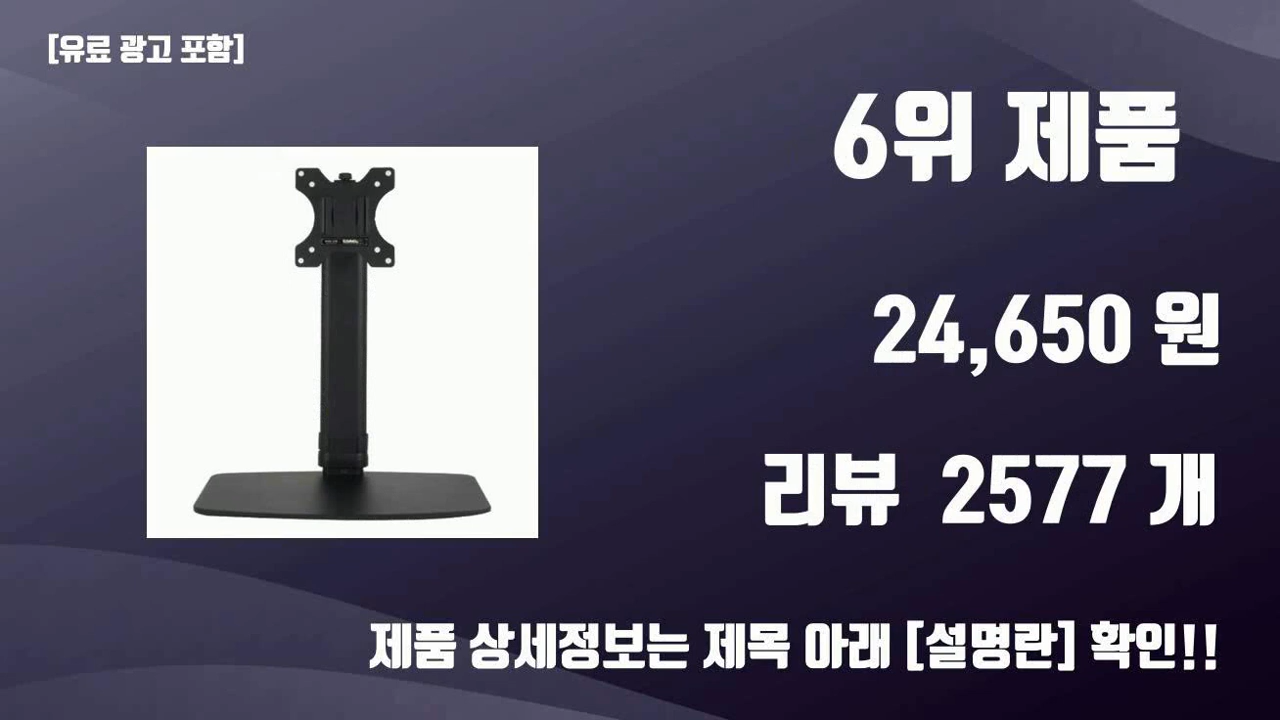 [유료 광고 포함]
6위 제품
24,650 원
리뷰 2577 개
제품 상세정보는 제목 아래 [설명란] 확인!!